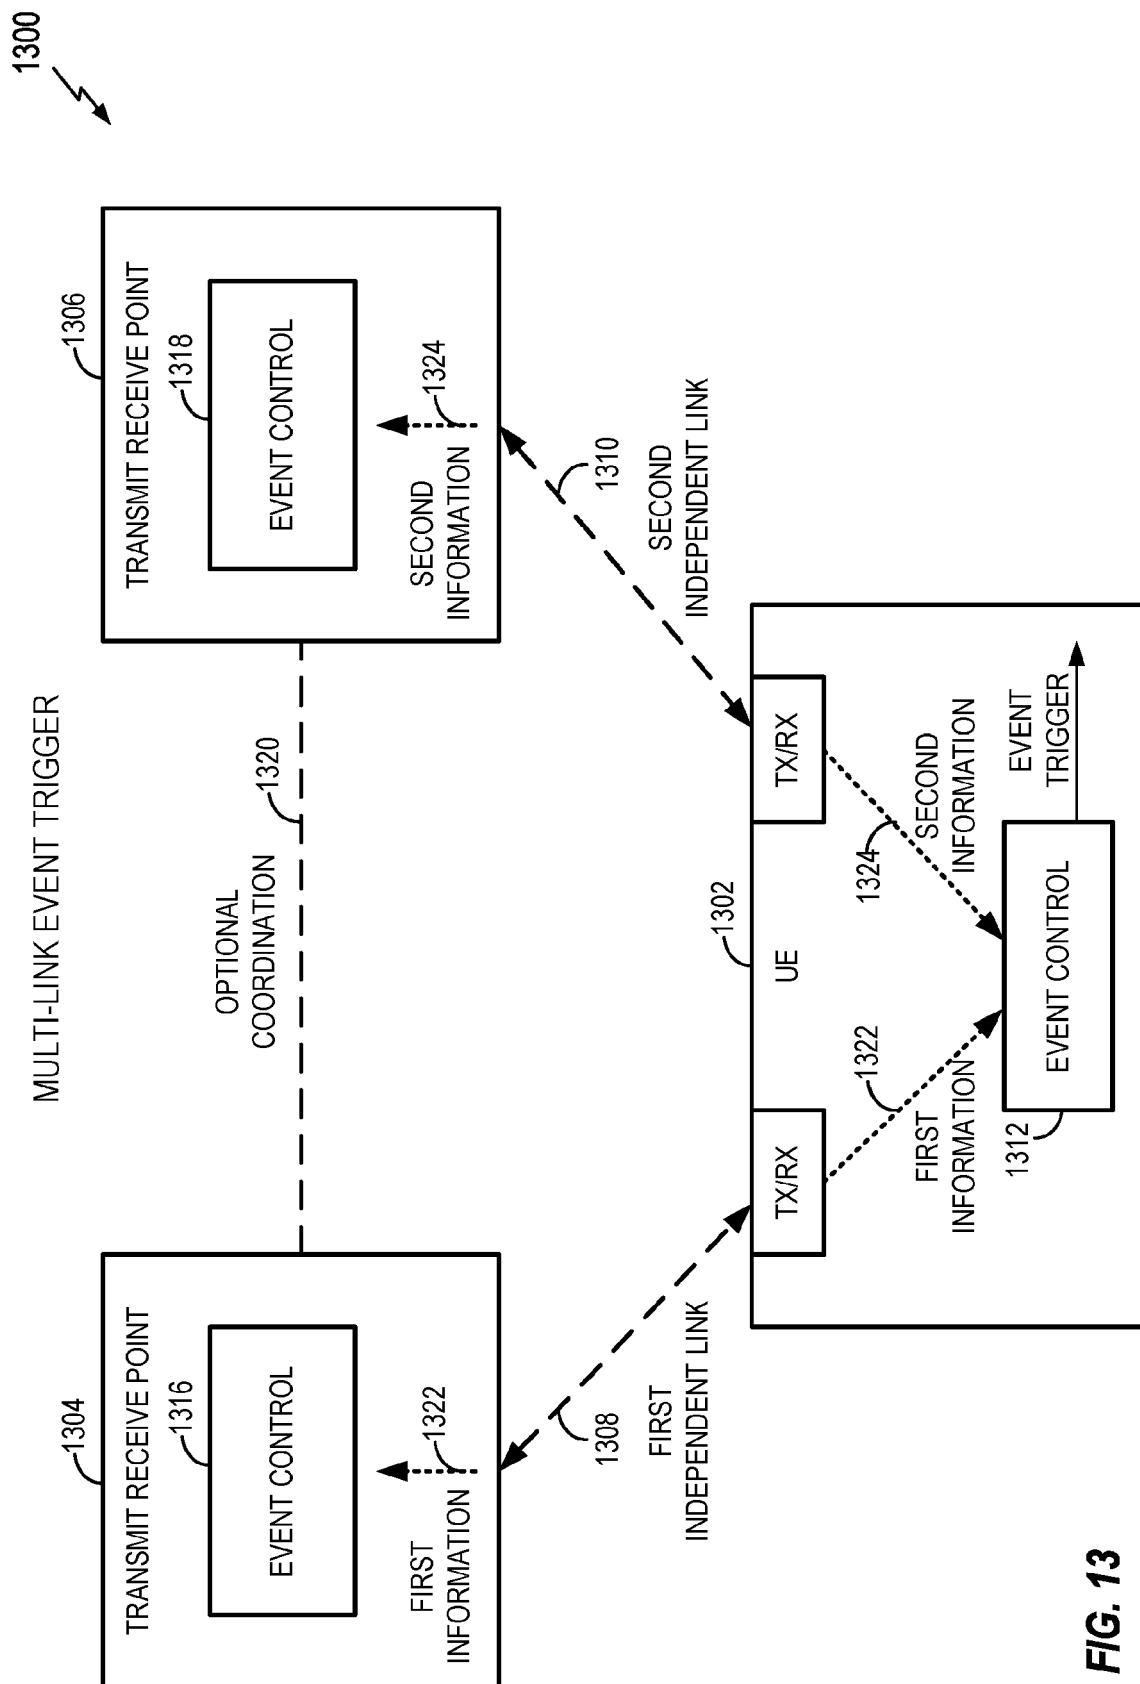 MULTI-LINK EVENT TRIGGER
1300
1304
TRANSMIT RECEIVE POINT
1316
EVENT CONTROL
FIRST
INFORMATION
1322
OPTIONAL
COORDINATION
1320
1306
TRANSMIT RECEIVE POINT
1318
EVENT CONTROL
SECOND
INFORMATION
1324
1308
FIRST
INDEPENDENT LINK
1310
SECOND
INDEPENDENT LINK
1302
UE
TX/RX
TX/RX
1322
FIRST
INFORMATION
1324
SECOND
INFORMATION
1312
EVENT CONTROL
EVENT
TRIGGER
FIG. 13